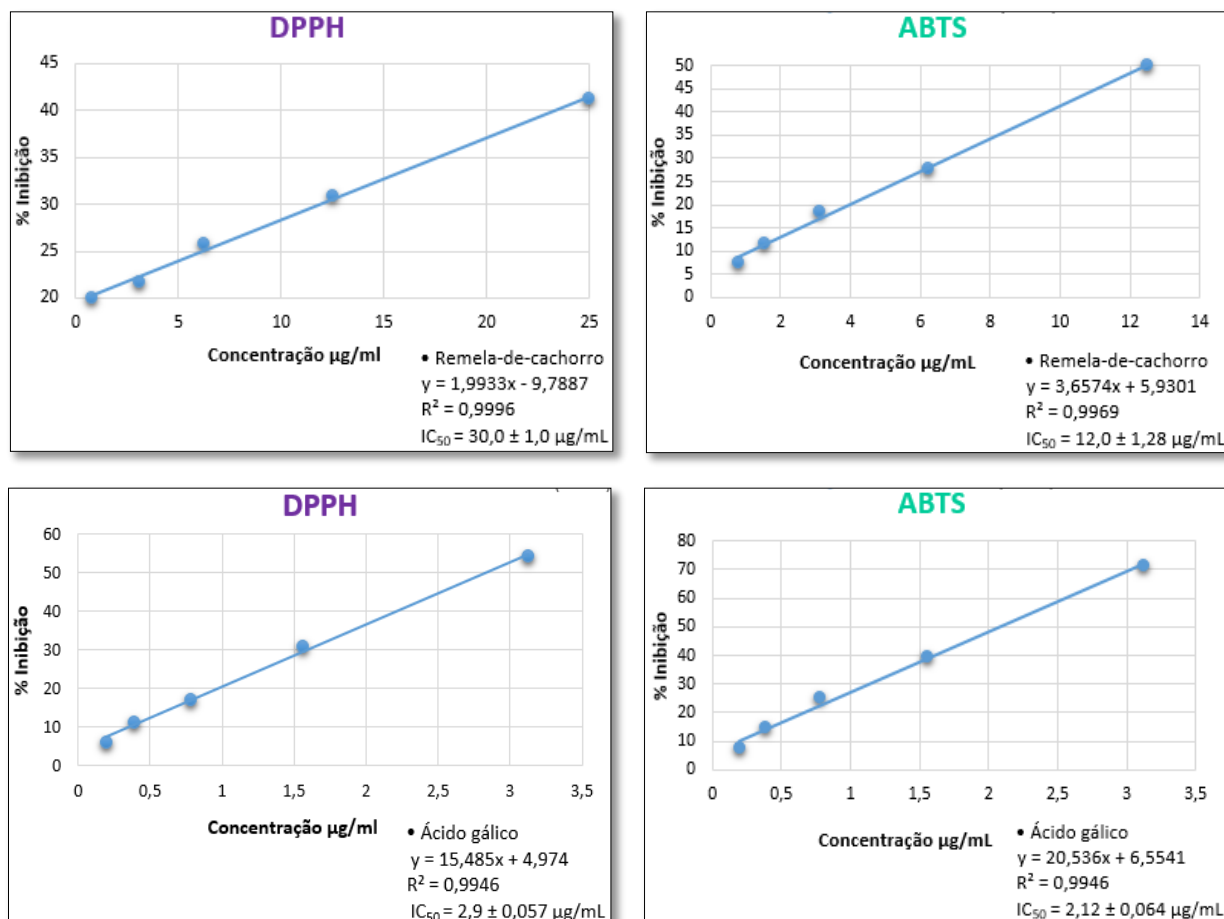 DPPH
45
40
35
30
25
20
% Inibição
0 5 10 15 20 25
Concentração µg/ml
• Remela-de-cachorro
y = 1,9933x - 9,7887
R² = 0,9996
IC₅₀ = 30,0 ± 1,0 µg/mL
ABTS
50
45
40
35
30
25
20
15
10
5
0
% Inibição
0 2 4 6 8 10 12 14
Concentração µg/mL
• Remela-de-cachorro
y = 3,6574x + 5,9301
R² = 0,9969
IC₅₀ = 12,0 ± 1,28 µg/mL
DPPH
60
50
40
30
20
10
0
% Inibição
0 0,5 1 1,5 2 2,5 3 3,5
Concentração µg/ml
• Ácido gálico
y = 15,485x + 4,974
R² = 0,9946
IC₅₀ = 2,9 ± 0,057 µg/mL
ABTS
80
70
60
50
40
30
20
10
0
% Inibição
0 0,5 1 1,5 2 2,5 3 3,5
Concentração µg/mL
• Ácido gálico
y = 20,536x + 6,5541
R² = 0,9946
IC₅₀ = 2,12 ± 0,064 µg/mL